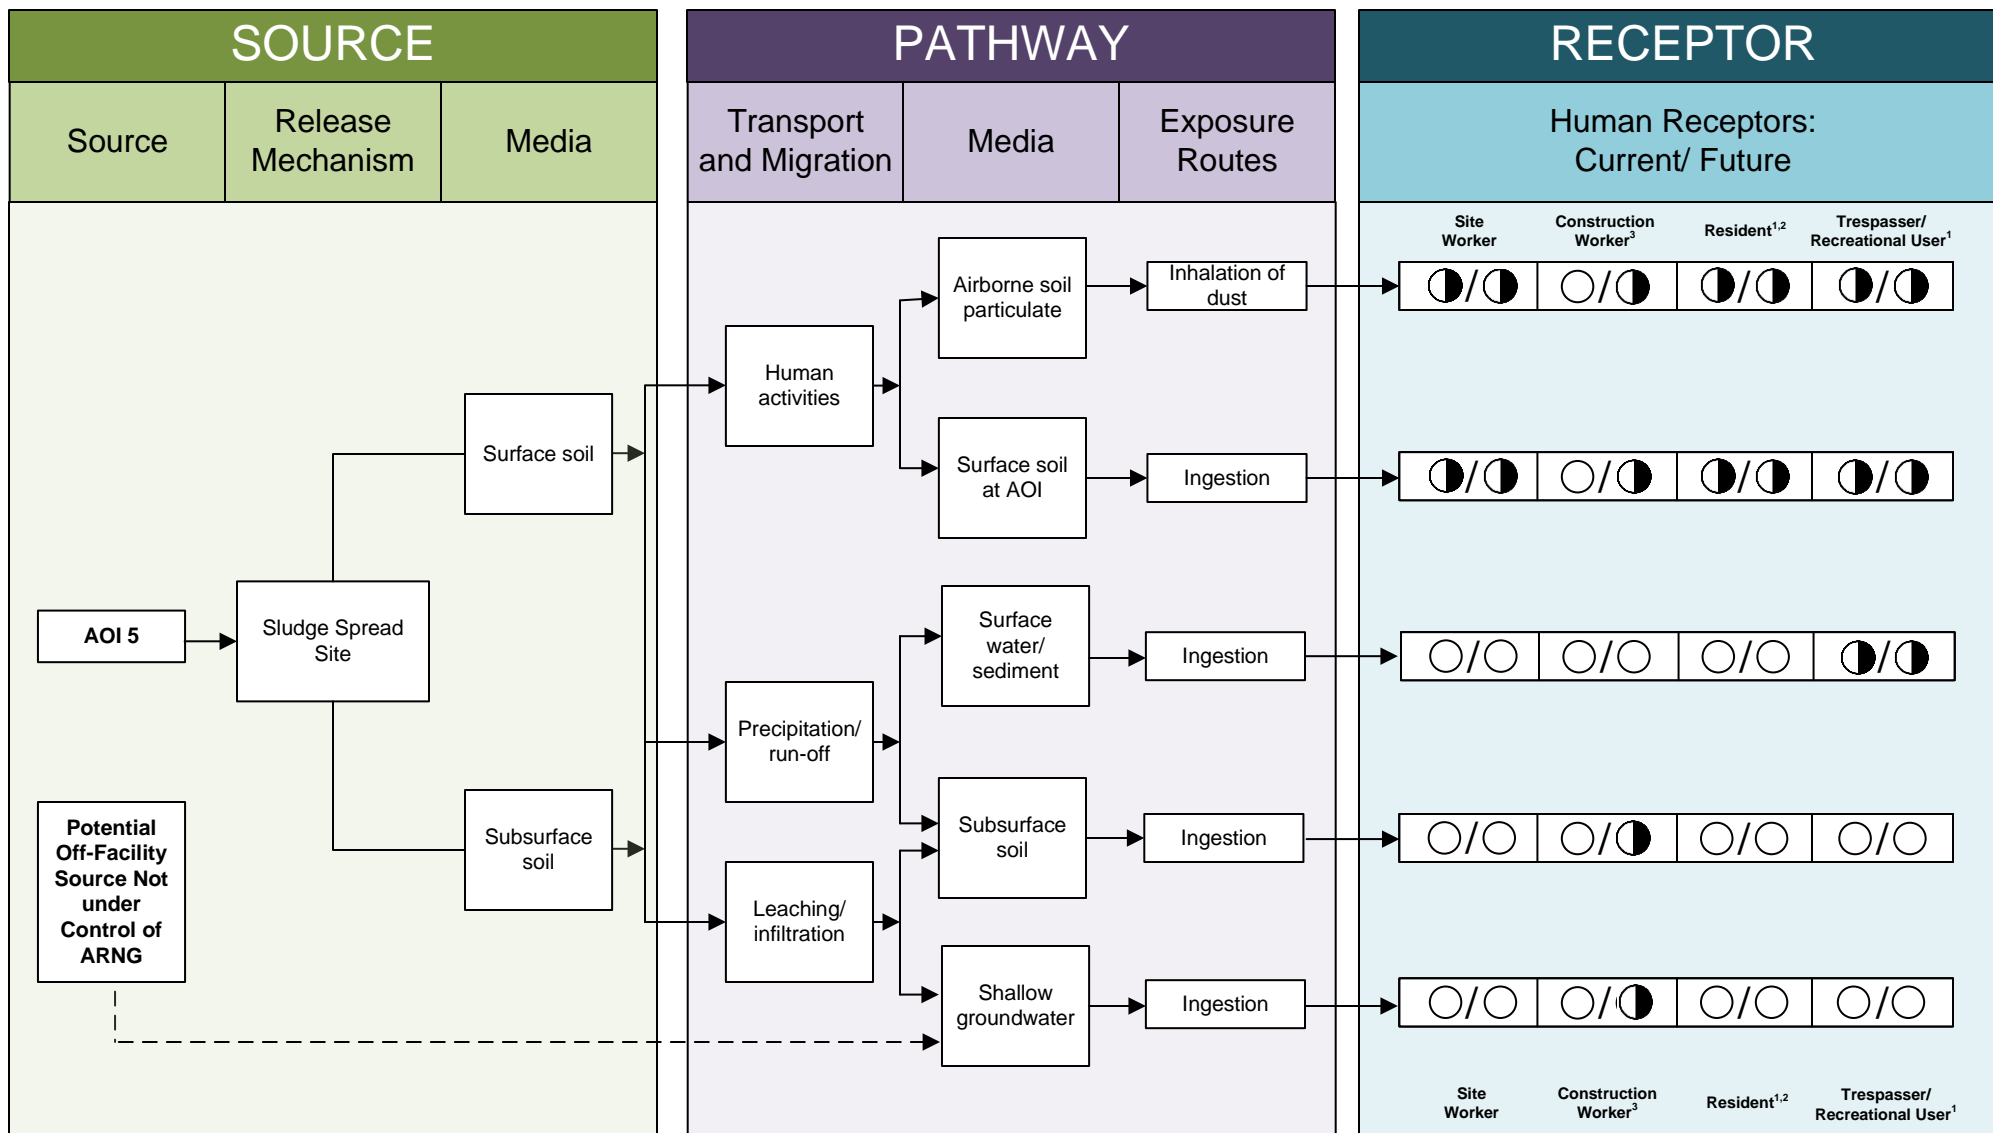 SOURCE
PATHWAY
RECEPTOR
Source
Release
Mechanism
Media
Transport
and Migration
Media
Exposure
Routes
Human Receptors:
Current/ Future
Site
Worker
Construction
Worker³
Resident¹,²
Trespasser/
Recreational User¹
Airborne soil
particulate
Inhalation of
dust
/
/
/
/
Human
activities
Surface soil
Surface soil
at AOI
Ingestion
/
/
/
/
AOI 5
Sludge Spread
Site
Surface
water/
sediment
Ingestion
/
/
/
/
Precipitation/
run-off
Potential
Off-Facility
Source Not
under
Control of
ARNG
Subsurface
soil
Subsurface
soil
Ingestion
/
/
/
/
Leaching/
infiltration
Shallow
groundwater
Ingestion
/
/
/
/
Site
Worker
Construction
Worker³
Resident¹,²
Trespasser/
Recreational User¹